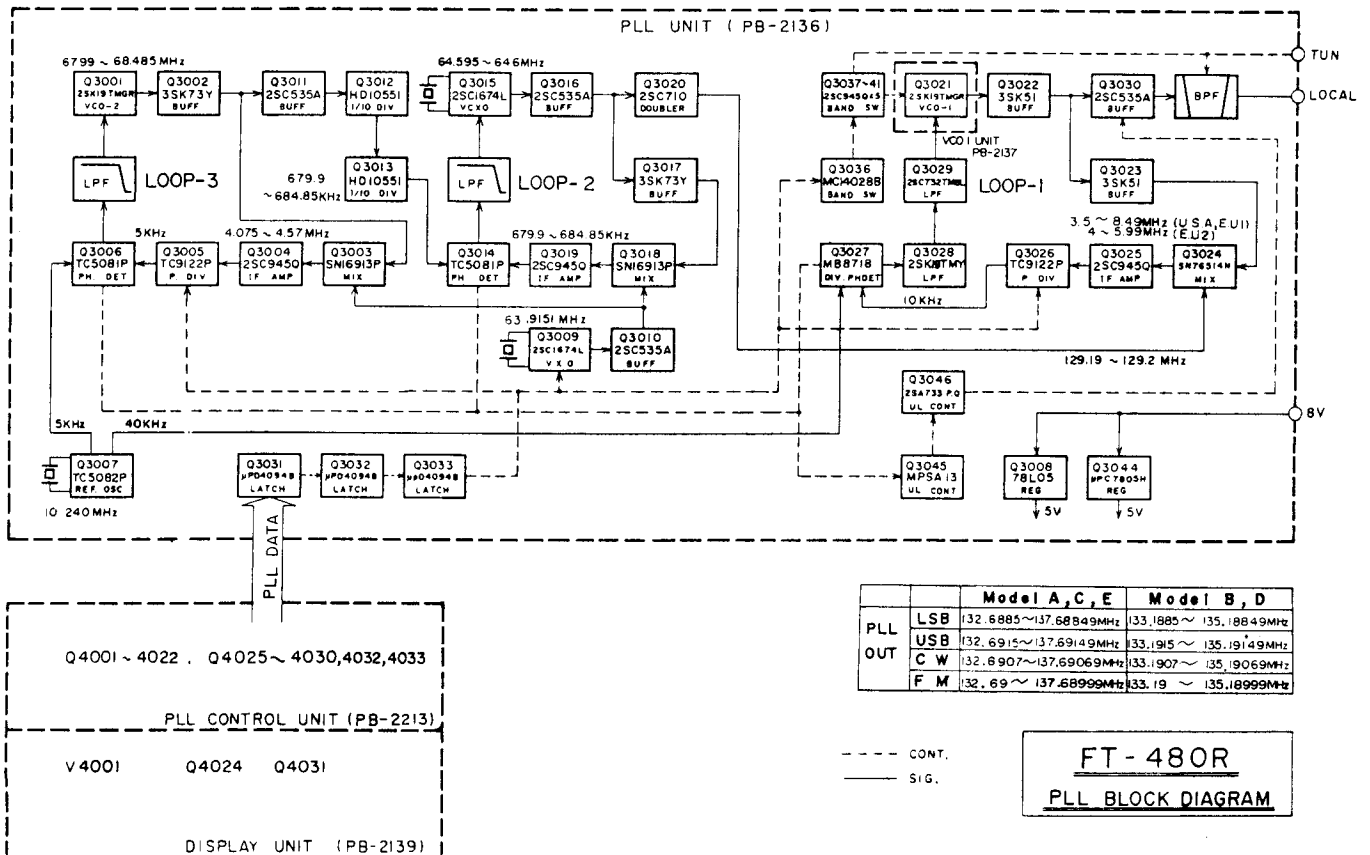 PLL UNIT ( PB-2136)
67.99 ~ 68.485MHz
Q3001
2SK19TMGR
VCO-2
Q3002
3SK73Y
BUFF
Q3011
2SC535A
BUFF
Q3012
HD10551
1/10 DIV
64.595 ~ 64.6MHz
Q3015
2SC1674L
VCXO
Q3016
2SC535A
BUFF
Q3020
2SC710
DOUBLER
Q3037~41
2SC945Q×5
BAND SW
Q3021
2SK19TMGR
VCO-1
Q3022
3SK51
BUFF
Q3030
2SC535A
BUFF
BPF
TUN
LOCAL
VCO1 UNIT
PB-2137
LPF
LOOP-3
679.9
~684.85KHz
Q3013
HD10551
1/10 DIV
LPF
LOOP-2
Q3017
3SK73Y
BUFF
Q3036
MC14028B
BAND SW
Q3029
2SC732TMBL
LPF
LOOP-1
Q3023
3SK51
BUFF
Q3006
TC5081P
PH DET
5KHz
Q3005
TC9122P
P. DIV
4.075 ~ 4.57MHz
Q3004
2SC945Q
IF AMP
Q3003
SN16913P
MIX
Q3014
TC5081P
PH DET
679.9 ~ 684.85KHz
Q3019
2SC945Q
IF AMP
Q3018
SN16913P
MIX
Q3027
MB8718
DIV. PHDET
Q3028
LPF
10KHz
3.5 ~ 8.49MHz (U S A, E.U1)
4 ~ 5.99MHz (E.U2)
Q3026
TC9122P
P DIV
Q3025
2SC945Q
IF AMP
Q3024
SN76514N
MIX
63.9151 MHz
Q3009
2SC1674L
VXO
Q3010
2SC535A
BUFF
129.19 ~ 129.2 MHz
Q3046
2SA733 P.Q
UL CONT
8V
5KHz
40KHz
Q3007
TC5082P
REF. OSC
10 240MHz
Q3031
μPD4094B
LATCH
Q3032
μPD4094B
LATCH
Q3033
μPD4094B
LATCH
Q3045
MPSA13
UL CONT
Q3008
78L05
REG
5V
Q3044
μPC7805H
REG
5V
PLL DATA
Q4001 ~ 4022 . Q4025 ~ 4030,4032,4033
PLL CONTROL UNIT (PB-2213)
V4001 Q4024 Q4031
DISPLAY UNIT (PB-2139)
Model A, C, E Model B, D
PLL OUT
LSB 132.6885~137.68849MHz 133.1885~ 135.18849MHz
USB 132.6915~137.69149MHz 133.1915~ 135.19149MHz
C W 132.6907~137.69069MHz 133.1907~ 135.19069MHz
F M 132.69 ~ 137.68999MHz 133.19 ~ 135.18999MHz
CONT.
SIG.
FT-480R
PLL BLOCK DIAGRAM